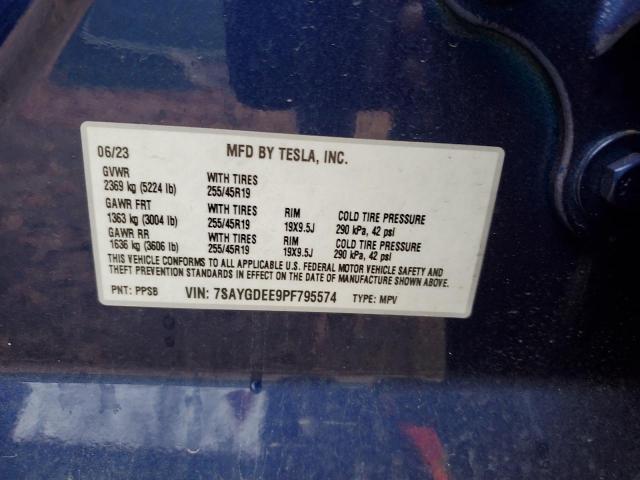 06/23 MFD BY TESLA, INC.
GVWR WITH TIRES
2369 kg (5224 lb) 255/45R19
GAWR FRT WITH TIRES RIM COLD TIRE PRESSURE
1363 kg (3004 lb) 255/45R19 19X9.5J 290 kPa, 42 psi
GAWR RR WITH TIRES RIM COLD TIRE PRESSURE
1636 kg (3606 lb) 255/45R19 19X9.5J 290 kPa, 42 psi
THIS VEHICLE CONFORMS TO ALL APPLICABLE U.S. FEDERAL MOTOR VEHICLE SAFETY AND
THEFT PREVENTION STANDARDS IN EFFECT ON THE DATE OF MANUFACTURE SHOWN ABOVE.
PNT: PPSB VIN: 7SAYGDEE9PF795574 TYPE: MPV